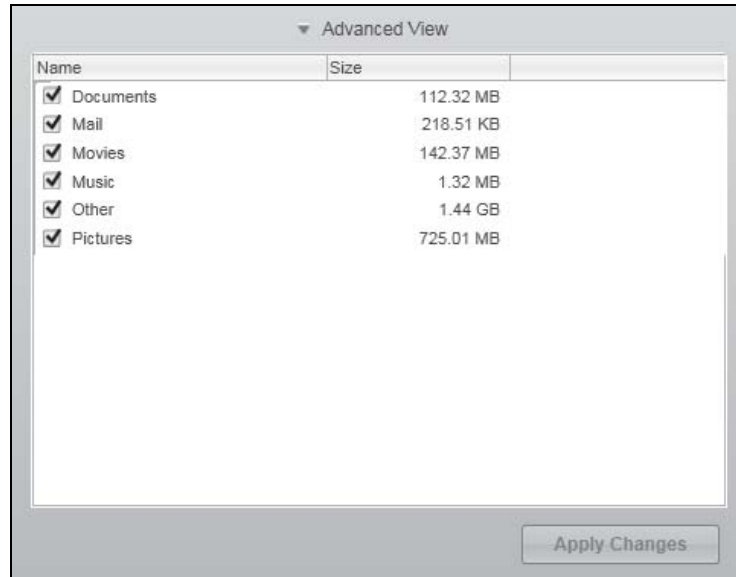 Advanced View
Name Size
Documents 112.32 MB
Mail 218.51 KB
Movies 142.37 MB
Music 1.32 MB
Other 1.44 GB
Pictures 725.01 MB
Apply Changes